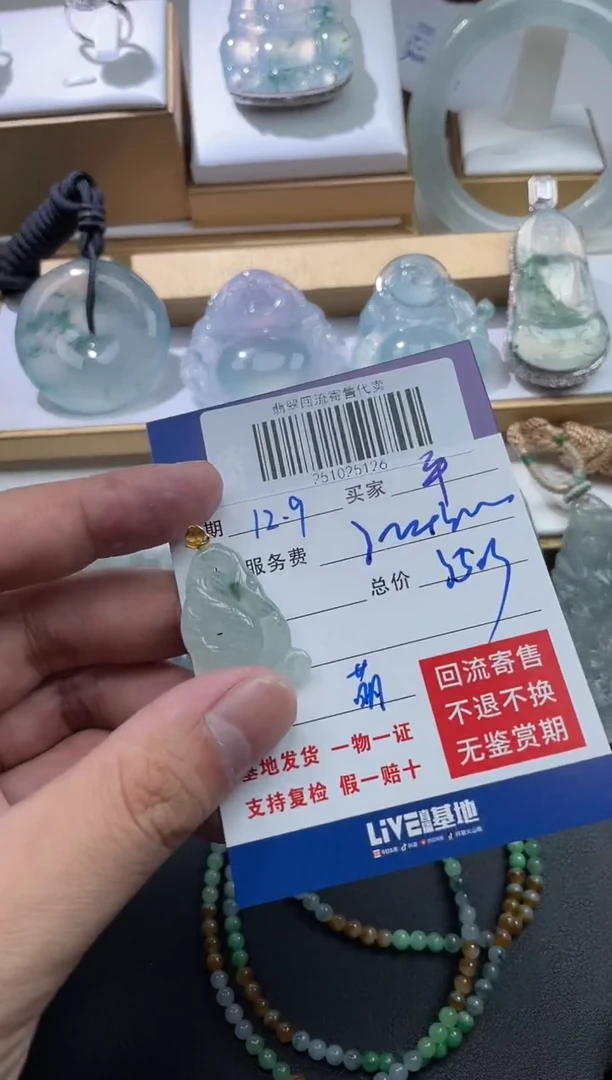 翡翠回流寄售代卖
251025126
期 12.9 买家
服务费
总价
萌
回流寄售
不退不换
无鉴赏期
基地发货 一物一证
支持复检 假一赔十
LiVE 基地